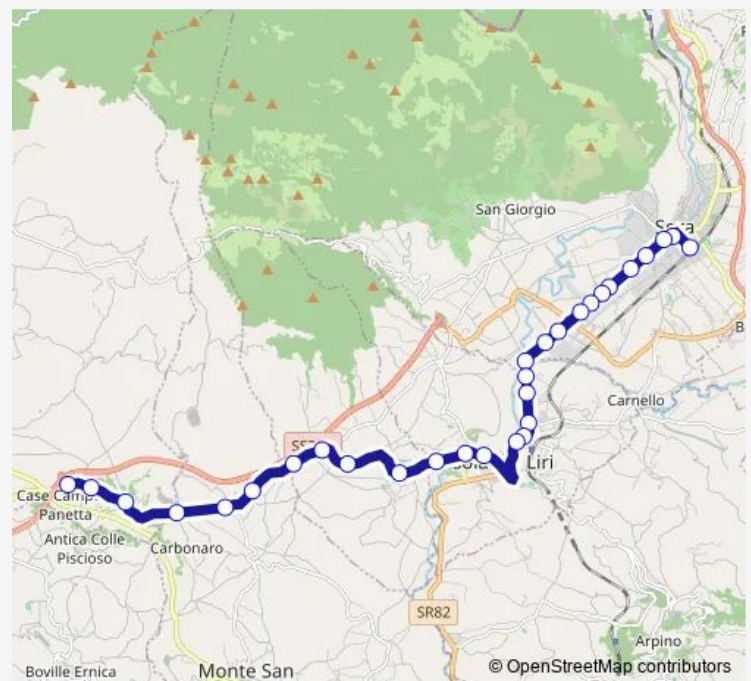 San Giorgio
Sora
B
Carnello
Liri
Case Camp
Panetta
Antica Colle
Piscioso
Carbonaro
SR82
Arpino
Boville Ernica
Monte San
© OpenStreetMap contributors